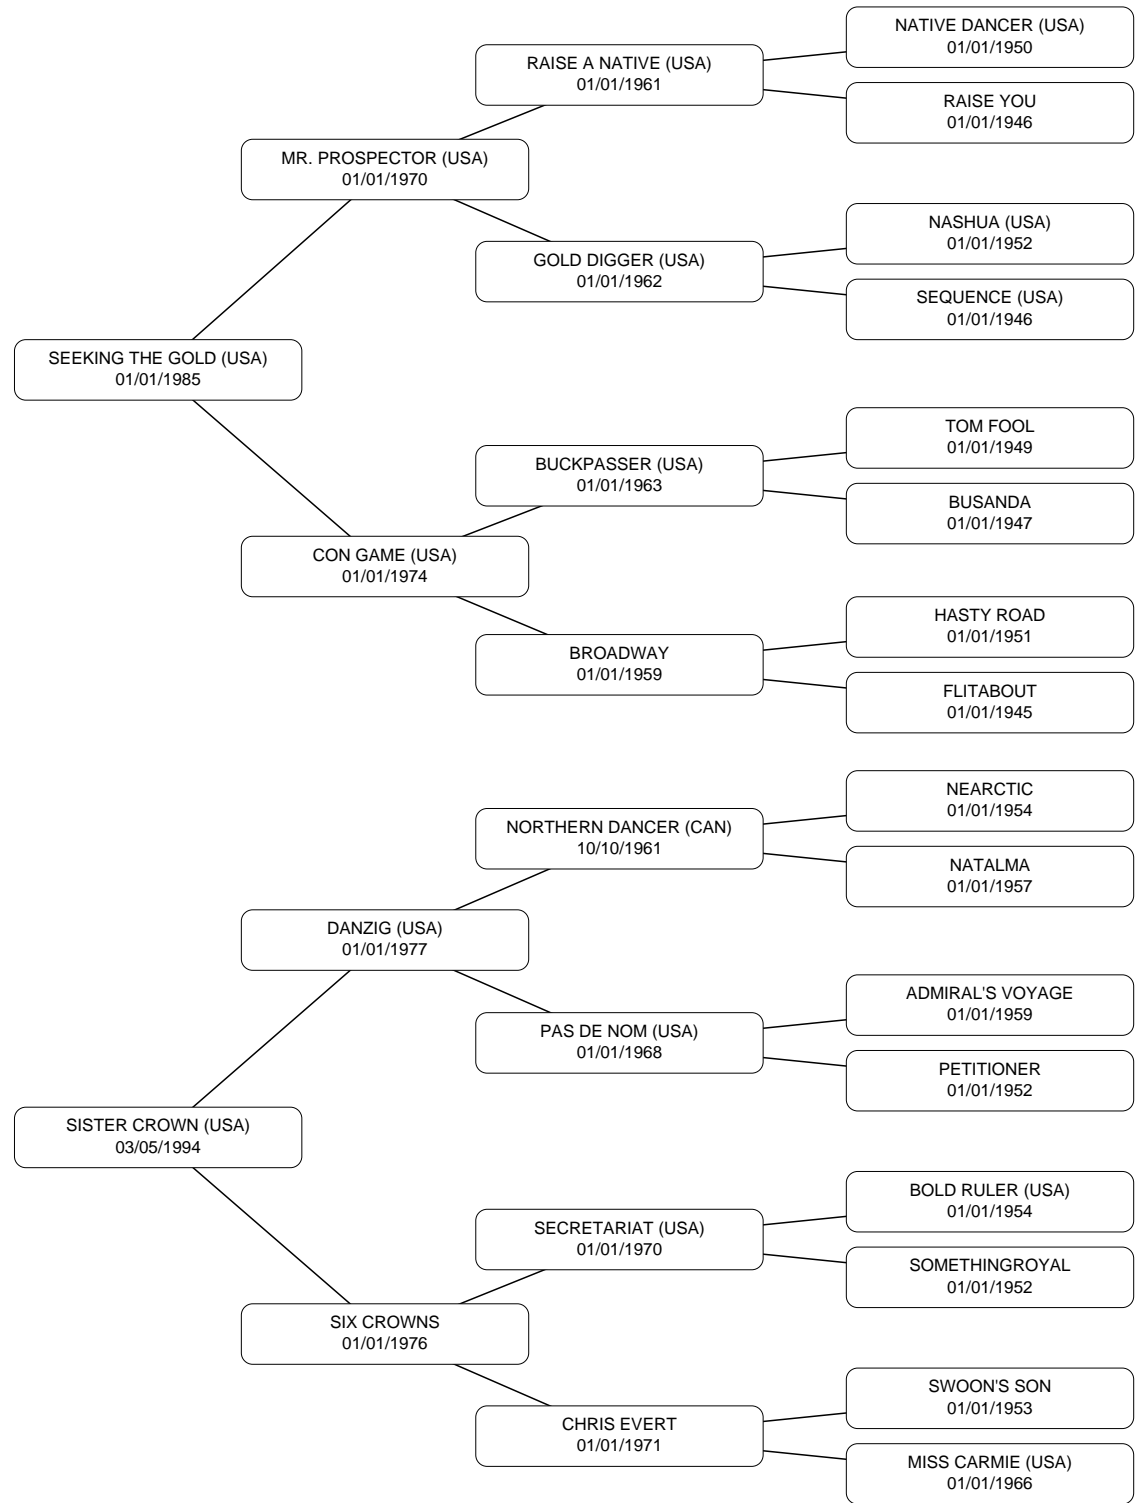 NATIVE DANCER (USA)
01/01/1950
RAISE A NATIVE (USA)
01/01/1961
RAISE YOU
01/01/1946
MR. PROSPECTOR (USA)
01/01/1970
NASHUA (USA)
01/01/1952
GOLD DIGGER (USA)
01/01/1962
SEQUENCE (USA)
01/01/1946
SEEKING THE GOLD (USA)
01/01/1985
TOM FOOL
01/01/1949
BUCKPASSER (USA)
01/01/1963
BUSANDA
01/01/1947
CON GAME (USA)
01/01/1974
HASTY ROAD
01/01/1951
BROADWAY
01/01/1959
FLITABOUT
01/01/1945
NEARCTIC
01/01/1954
NORTHERN DANCER (CAN)
10/10/1961
NATALMA
01/01/1957
DANZIG (USA)
01/01/1977
ADMIRAL'S VOYAGE
01/01/1959
PAS DE NOM (USA)
01/01/1968
PETITIONER
01/01/1952
SISTER CROWN (USA)
03/05/1994
BOLD RULER (USA)
01/01/1954
SECRETARIAT (USA)
01/01/1970
SOMETHINGROYAL
01/01/1952
SIX CROWNS
01/01/1976
SWOON'S SON
01/01/1953
CHRIS EVERT
01/01/1971
MISS CARMIE (USA)
01/01/1966